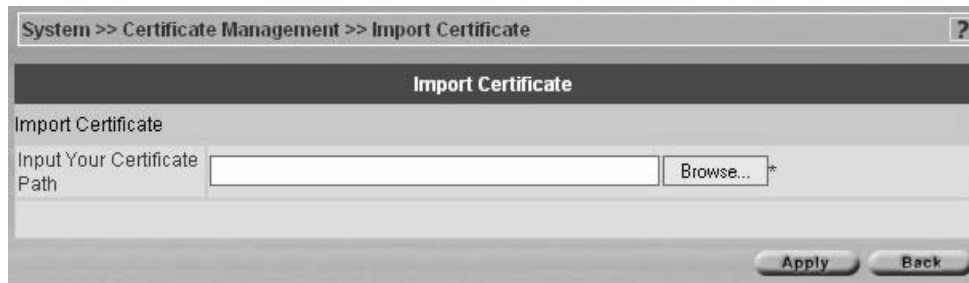 System >> Certificate Management >> Import Certificate ?
Import Certificate
Import Certificate
Input Your Certificate
Path
Browse... *
Apply Back